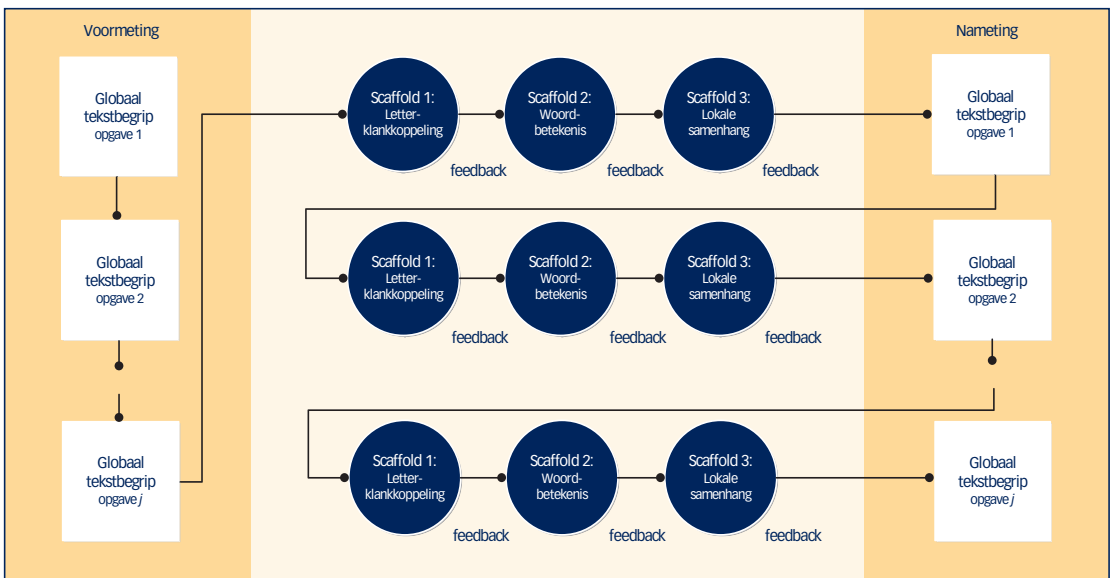 Voormeting
Nameting
Globaal
tekstbegrip
opgave 1
Scaffold 1:
Letter-
klankkoppeling
feedback
Scaffold 2:
Woord-
betekenis
feedback
Scaffold 3:
Lokale
samenhang
feedback
Globaal
tekstbegrip
opgave 1
Globaal
tekstbegrip
opgave 2
Scaffold 1:
Letter-
klankkoppeling
feedback
Scaffold 2:
Woord-
betekenis
feedback
Scaffold 3:
Lokale
samenhang
feedback
Globaal
tekstbegrip
opgave 2
Globaal
tekstbegrip
opgave j
Scaffold 1:
Letter-
klankkoppeling
feedback
Scaffold 2:
Woord-
betekenis
feedback
Scaffold 3:
Lokale
samenhang
feedback
Globaal
tekstbegrip
opgave j